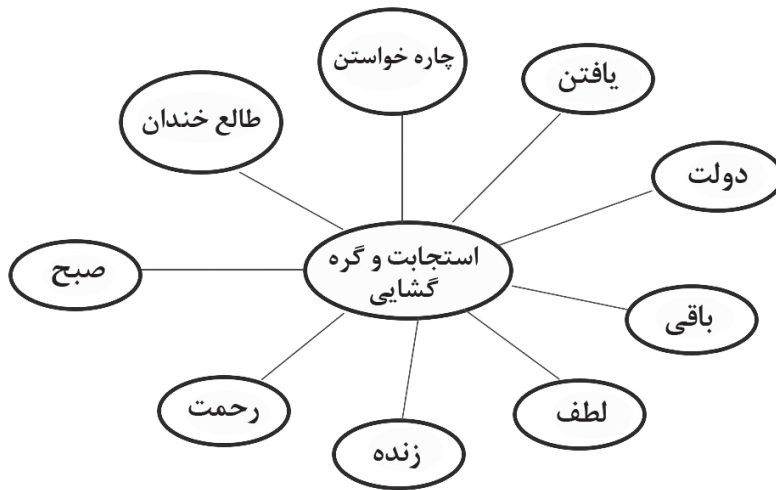 چاره خواستن
یافتن
طالع خندان
دولت
استجابت و گره
گشایی
صبح
باقی
رحمت
لطف
زنده